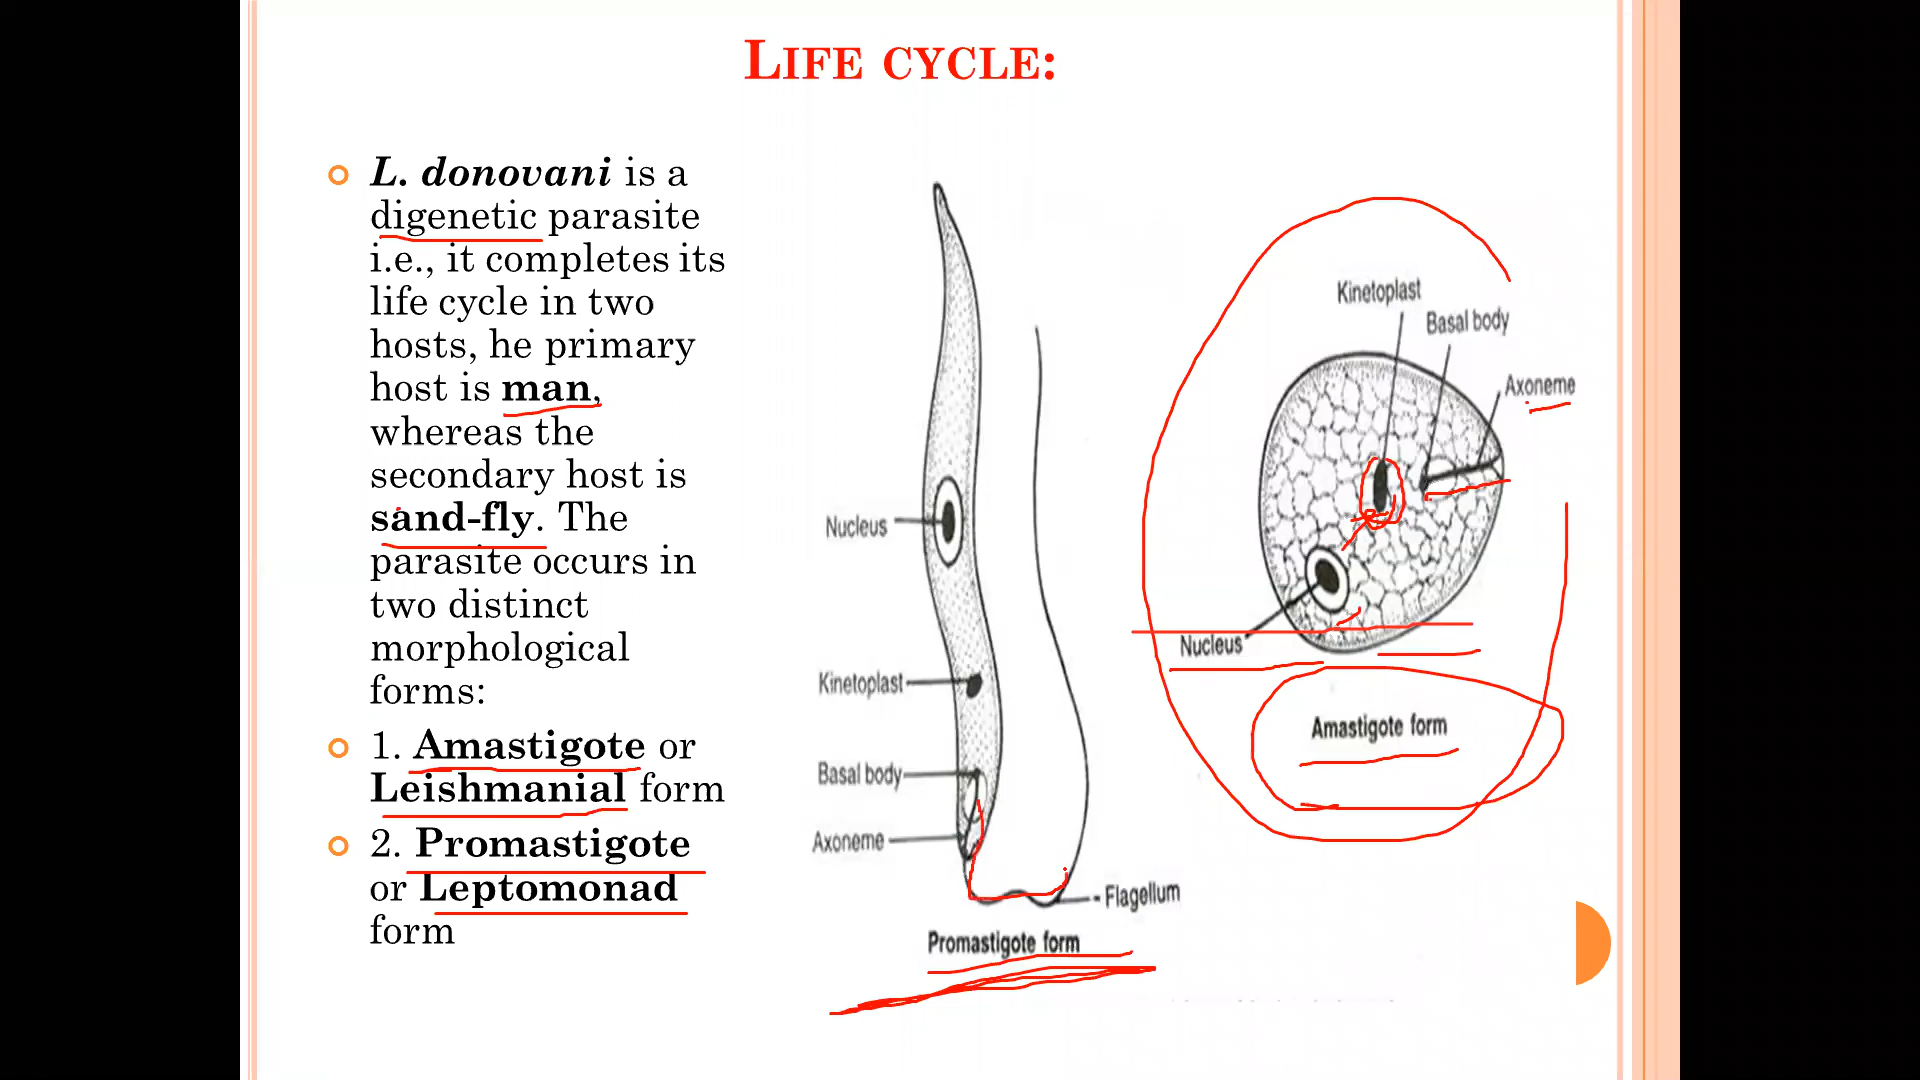 LIFE CYCLE:
L. donovani is a
digenetic parasite
i.e., it completes its
life cycle in two
hosts, he primary
host is man,
whereas the
secondary host is
sand-fly. The
parasite occurs in
two distinct
morphological
forms:
1. Amastigote or
Leishmanial form
2. Promastigote
or Leptomonad
form
Nucleus
Kinetoplast
Basal body
Axoneme
Flagellum
Promastigote form
Kinetoplast
Basal body
Axoneme
Nucleus
Amastigote form